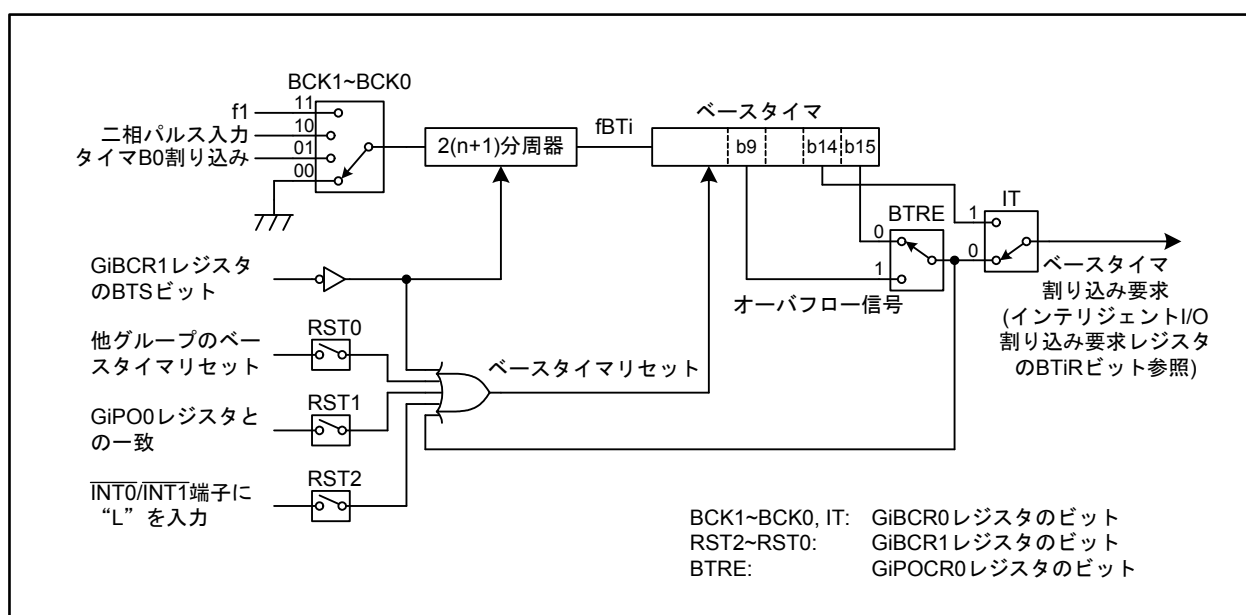 BCK1~BCK0
f1
11
二相パルス入力
10
タイマB0割り込み
01
00
2(n+1)分周器
fBTi
ベースタイマ
b9
b14
b15
BTRE
0
1
IT
1
0
オーバフロー信号
ベースタイマ
割り込み要求
(インテリジェントI/O
割り込み要求レジスタ
のBTiRビット参照)
GiBCR1レジスタ
のBTSビット
他グループのベー
スタイマリセット
RST0
ベースタイマリセット
GiPO0レジスタと
の一致
RST1
INT0/INT1端子に
“L”を入力
RST2
BCK1~BCK0, IT: GiBCR0レジスタのビット
RST2~RST0: GiBCR1レジスタのビット
BTRE: GiPOCR0レジスタのビット